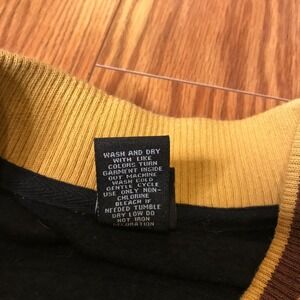 WASH AND DRY
WITH LIKE
COLORS TURN
GARMENT INSIDE
OUT MACHINE
WASH COLD
GENTLE CYCLE
USE ONLY NON-
CHLORINE
BLEACH IF
NEEDED TUMBLE
DRY LOW DO
NOT IRON
DECORATION